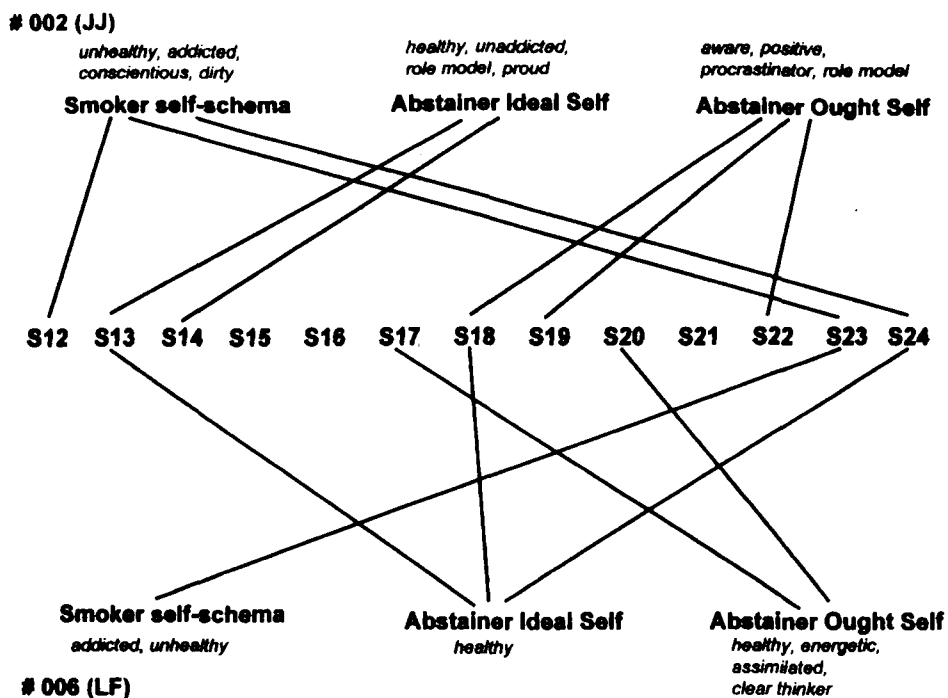 # 002 (JJ)
unhealthy, addicted,
conscientious, dirty
Smoker self-schema
healthy, unaddicted,
role model, proud
Abstainer Ideal Self
aware, positive,
procrastinator, role model
Abstainer Ought Self
S12 S13 S14 S15 S16 S17 S18 S19 S20 S21 S22 S23 S24
Smoker self-schema
addicted, unhealthy
Abstainer Ideal Self
healthy
Abstainer Ought Self
healthy, energetic,
assimilated,
clear thinker
# 006 (LF)